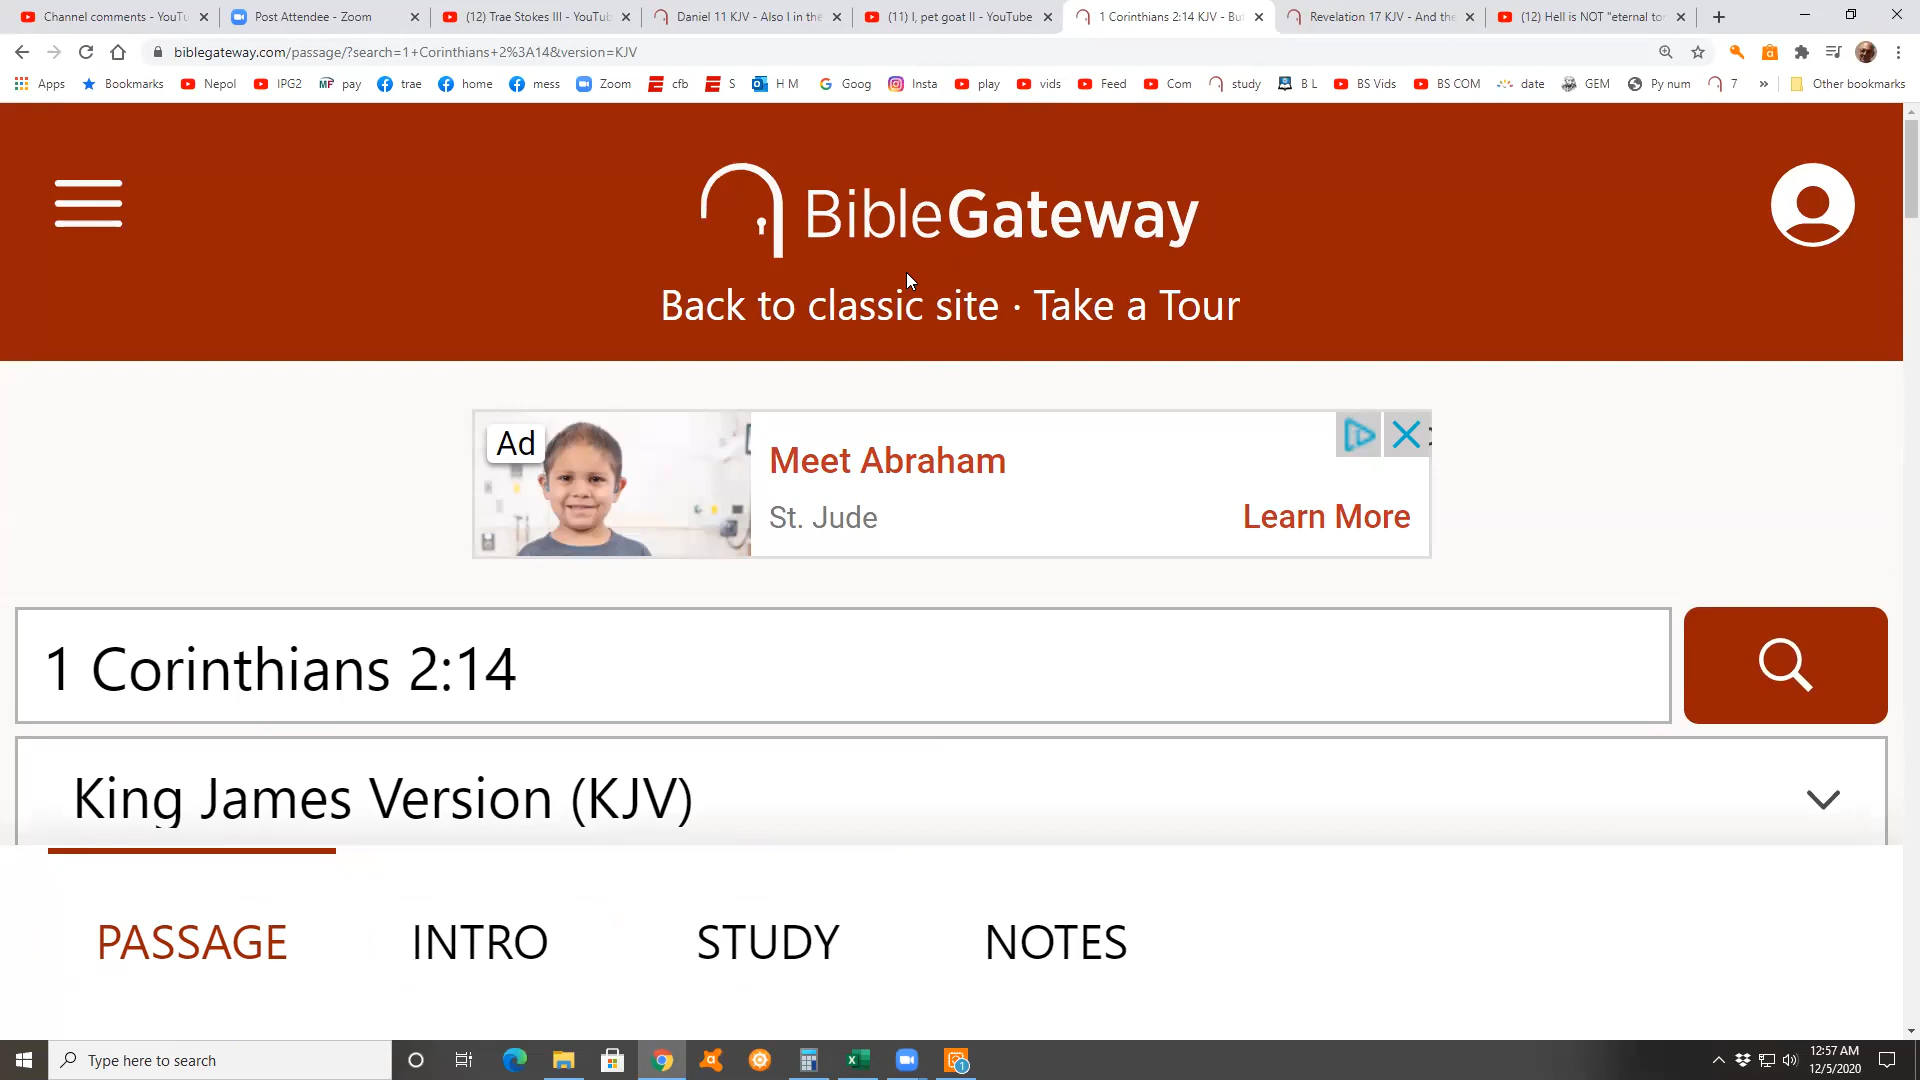 Channel comments - YouTu
Post Attendee - Zoom
(12) Trae Stokes III - YouTub
Daniel 11 KJV - Also I in the
(11) I, pet goat II - YouTube
1 Corinthians 2:14 KJV - Bu
Revelation 17 KJV - And the
(12) Hell is NOT "eternal to
biblegateway.com/passage/?search=1+Corinthians+2%3A14&version=KJV
Apps Bookmarks Nepol IPG2 pay trae home mess Zoom cfb S H M Goog Insta play vids Feed Com study B L BS Vids BS COM date GEM Py num 7 » Other bookmarks
BibleGateway
Back to classic site · Take a Tour
Ad
Meet Abraham
St. Jude
Learn More
1 Corinthians 2:14
King James Version (KJV)
PASSAGE INTRO STUDY NOTES
Type here to search
12:57 AM
12/5/2020